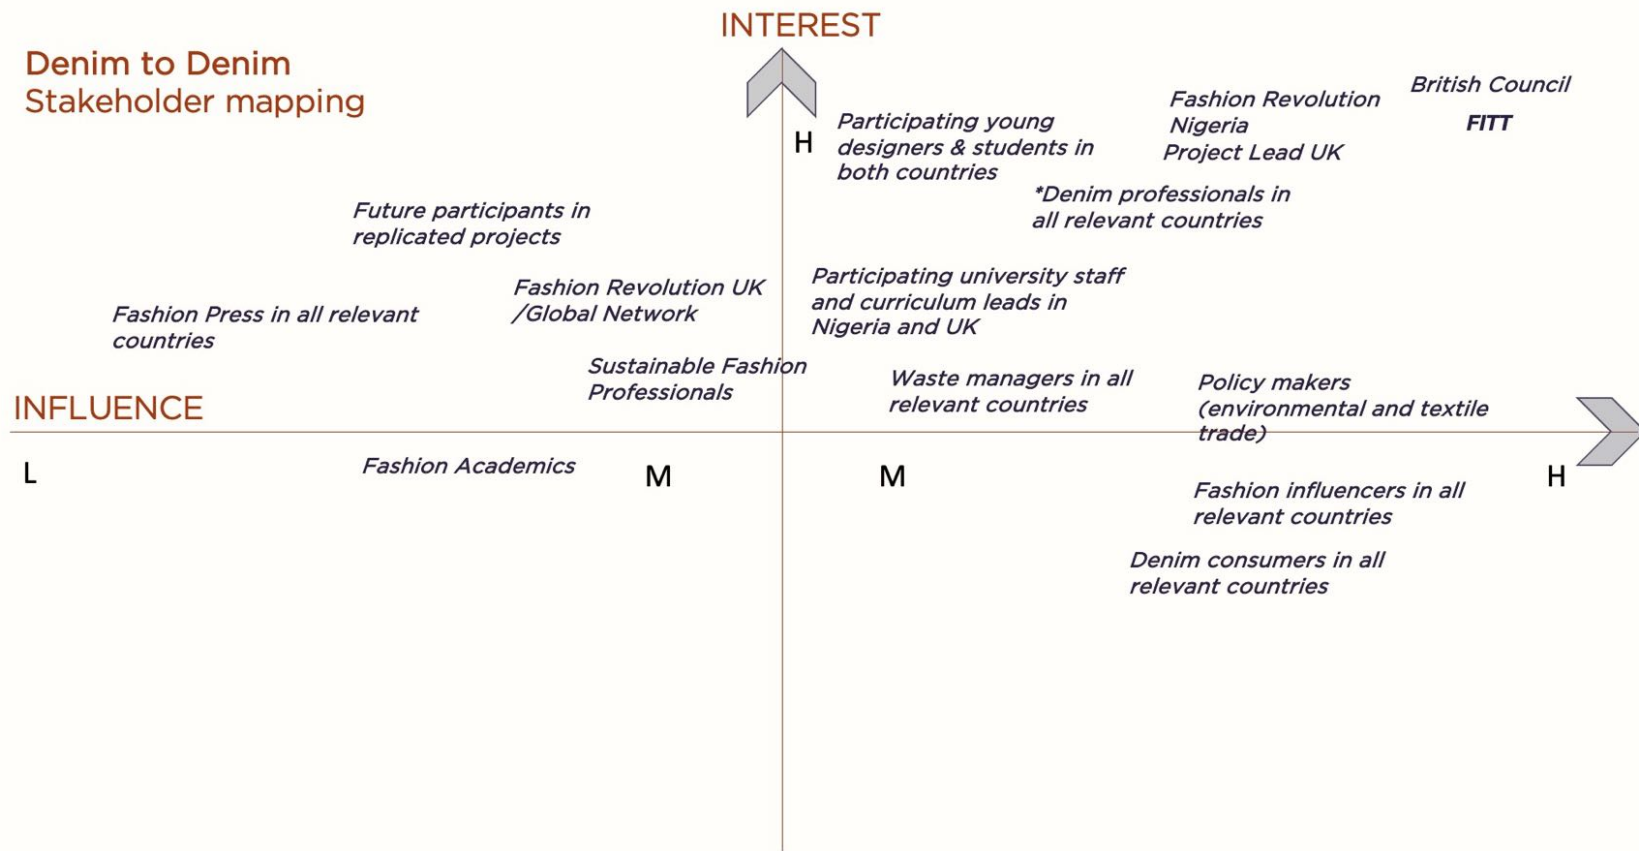 INTEREST
Denim to Denim
Stakeholder mapping
British Council
FITT
Fashion Revolution
Nigeria
Project Lead UK
H
Participating young
designers & students in
both countries
*Denim professionals in
all relevant countries
Future participants in
replicated projects
Fashion Revolution UK
/Global Network
Participating university staff
and curriculum leads in
Nigeria and UK
Fashion Press in all relevant
countries
Sustainable Fashion
Professionals
Waste managers in all
relevant countries
Policy makers
(environmental and textile
trade)
INFLUENCE
L
Fashion Academics
M
M
H
Fashion influencers in all
relevant countries
Denim consumers in all
relevant countries